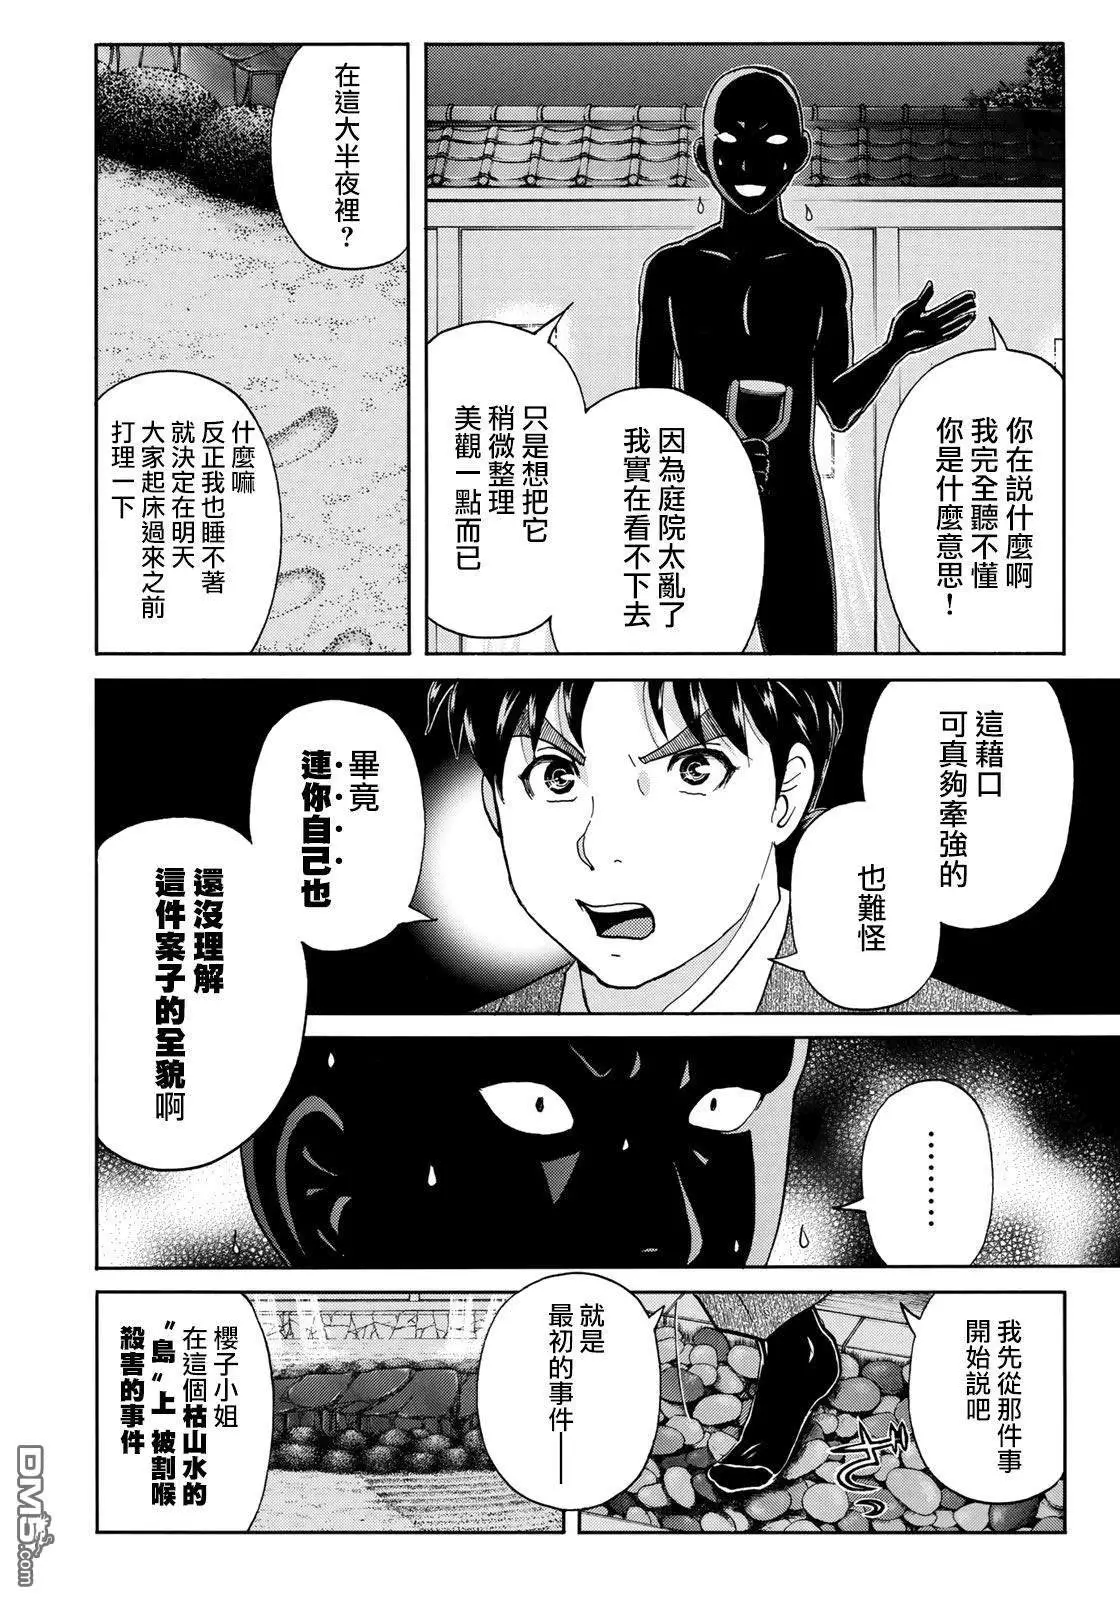 你在說什麼啊
我完全聽不懂
你是什麼意思！
因為庭院太亂了
我實在看不下去
只是想把它
稍微整理
美觀一點而已
在這大半夜裡？
什麼嘛
反正我也睡不著
就決定在明天
大家起床過來之前
打理一下
這藉口
可真夠牽強的
也難怪
畢竟
連你自己也
還沒理解
這件案子的全貌啊
………
我先從那件事
開始說吧
就是
最初的事件——
櫻子小姐
在這個枯山水的
〝島〞上被割喉
殺害的事件
DM5.com